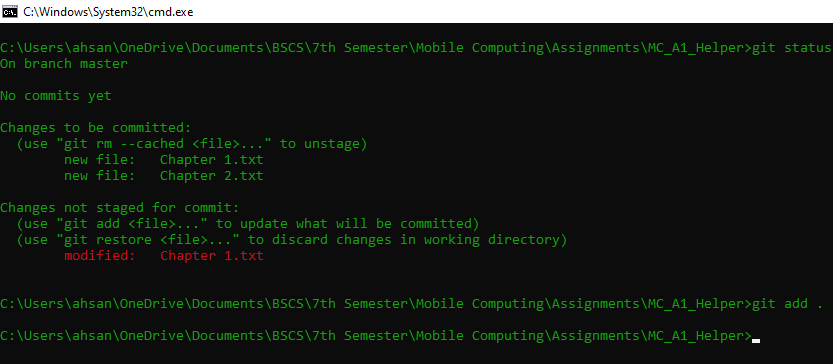 C:\Windows\System32\cmd.exe
C:\Users\ahsan\OneDrive\Documents\BSCS\7th Semester\Mobile Computing\Assignments\MC_A1_Helper>git status
On branch master
No commits yet
Changes to be committed:
  (use "git rm --cached <file>..." to unstage)
        new file:   Chapter 1.txt
        new file:   Chapter 2.txt
Changes not staged for commit:
  (use "git add <file>..." to update what will be committed)
  (use "git restore <file>..." to discard changes in working directory)
        modified:   Chapter 1.txt
C:\Users\ahsan\OneDrive\Documents\BSCS\7th Semester\Mobile Computing\Assignments\MC_A1_Helper>git add .
C:\Users\ahsan\OneDrive\Documents\BSCS\7th Semester\Mobile Computing\Assignments\MC_A1_Helper>